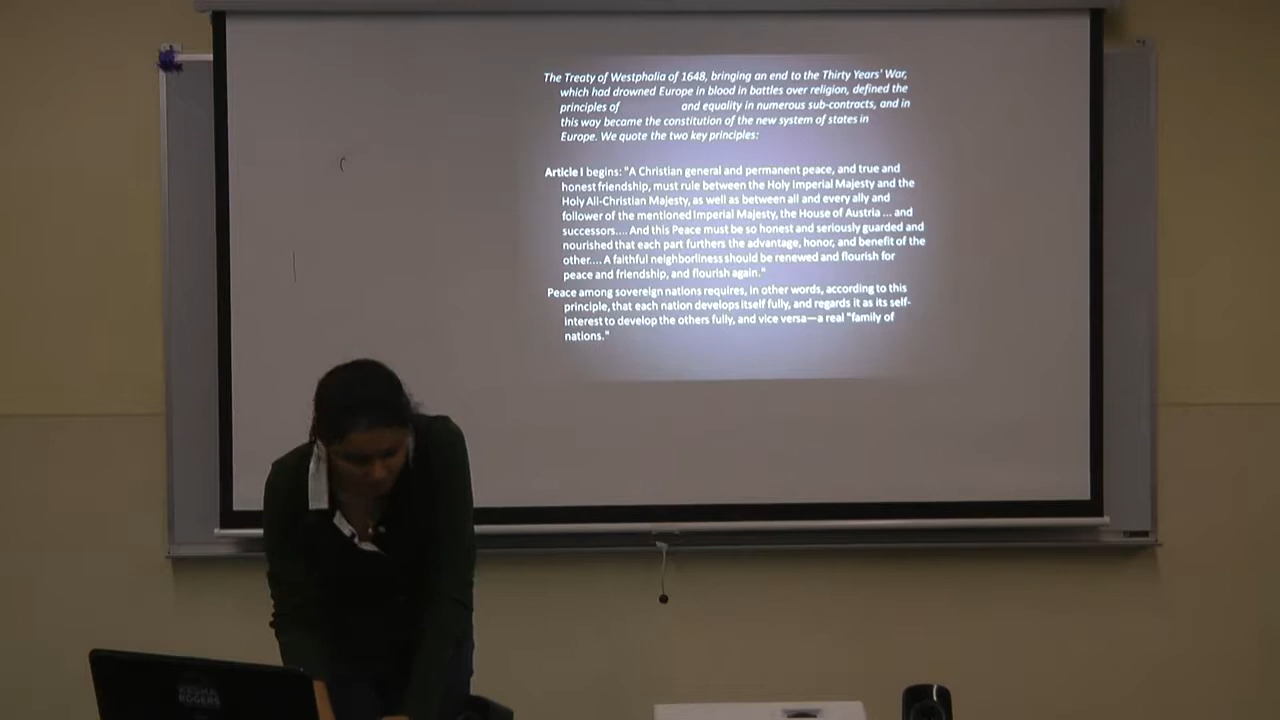 The Treaty of Westphalia of 1648, bringing an end to the Thirty Years' War,
which had drowned Europe in blood in battles over religion, defined the
principles of and equality in numerous sub-contracts, and in
this way became the constitution of the new system of states in
Europe. We quote the two key principles:
Article I begins: "A Christian general and permanent peace, and true and
honest friendship, must rule between the Holy Imperial Majesty and the
Holy All-Christian Majesty, as well as between all and every ally and
follower of the mentioned Imperial Majesty, the House of Austria ... and
successors.... And this Peace must be so honest and seriously guarded and
nourished that each part furthers the advantage, honor, and benefit of the
other.... A faithful neighborliness should be renewed and flourish for
peace and friendship, and flourish again."
Peace among sovereign nations requires, in other words, according to this
principle, that each nation develops itself fully, and regards it as its self-
interest to develop the others fully, and vice versa—a real "family of
nations."
KESHA
ROGERS